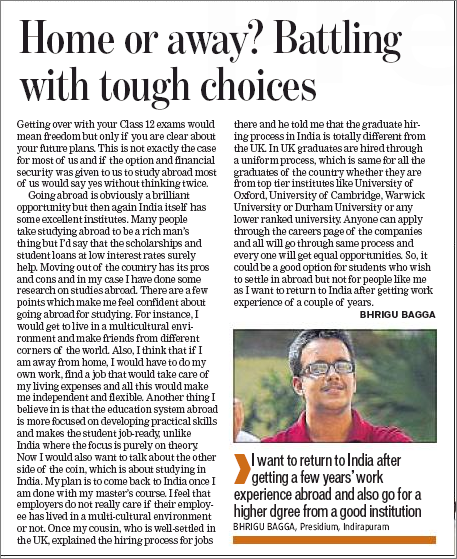 Home or away? Battling
with tough choices
Getting over with your Class 12 exams would
mean freedom but only if you are clear about
your future plans. This is not exactly the case
for most of us and if the option and financial
security was given to us to study abroad most
of us would say yes without thinking twice.
Going abroad is obviously a brilliant
opportunity but then again India itself has
some excellent institutes. Many people
take studying abroad to be a rich man's
thing but I'd say that the scholarships and
student loans at low interest rates surely
help. Moving out of the country has its pros
and cons and in my case I have done some
research on studies abroad. There are a few
points which make me feel confident about
going abroad for studying. For instance, I
would get to live in a multicultural envi-
ronment and make friends from different
corners of the world. Also, I think that if I
am away from home, I would have to do my
own work, find a job that would take care of
my living expenses and all this would make
me independent and flexible. Another thing I
believe in is that the education system abroad
is more focused on developing practical skills
and makes the student job-ready, unlike
India where the focus is purely on theory.
Now I would also want to talk about the other
side of the coin, which is about studying in
India. My plan is to come back to India once I
am done with my master's course. I feel that
employers do not really care if their employ-
ee has lived in a multi-cultural environment
or not. Once my cousin, who is well-settled in
the UK, explained the hiring process for jobs
there and he told me that the graduate hir-
ing process in India is totally different from
the UK. In UK graduates are hired through
a uniform process, which is same for all the
graduates of the country whether they are
from top tier institutes like University of
Oxford, University of Cambridge, Warwick
University or Durham University or any
lower ranked university. Anyone can apply
through the careers page of the companies
and all will go through same process and
every one will get equal opportunities. So, it
could be a good option for students who wish
to settle in abroad but not for people like me
as I want to return to India after getting work
experience of a couple of years.
BHRIGU BAGGA
I want to return to India after
getting a few years' work
experience abroad and also go for a
higher dgree from a good institution
BHRIGU BAGGA, Presidium, Indirapuram